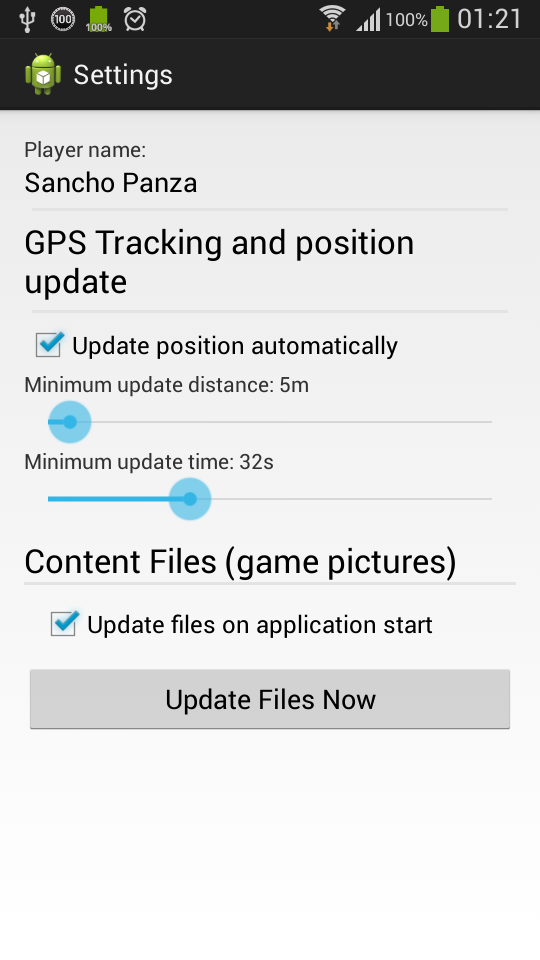 100 100% 100% 01:21
Settings
Player name:
Sancho Panza
GPS Tracking and position
update
Update position automatically
Minimum update distance: 5m
Minimum update time: 32s
Content Files (game pictures)
Update files on application start
Update Files Now